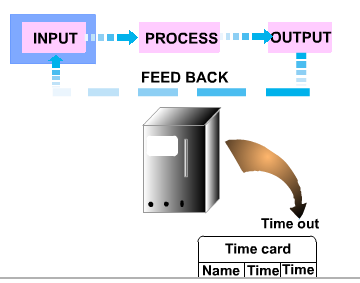 INPUT PROCESS OUTPUT
FEED BACK
Time out
Time card
Name Time Time